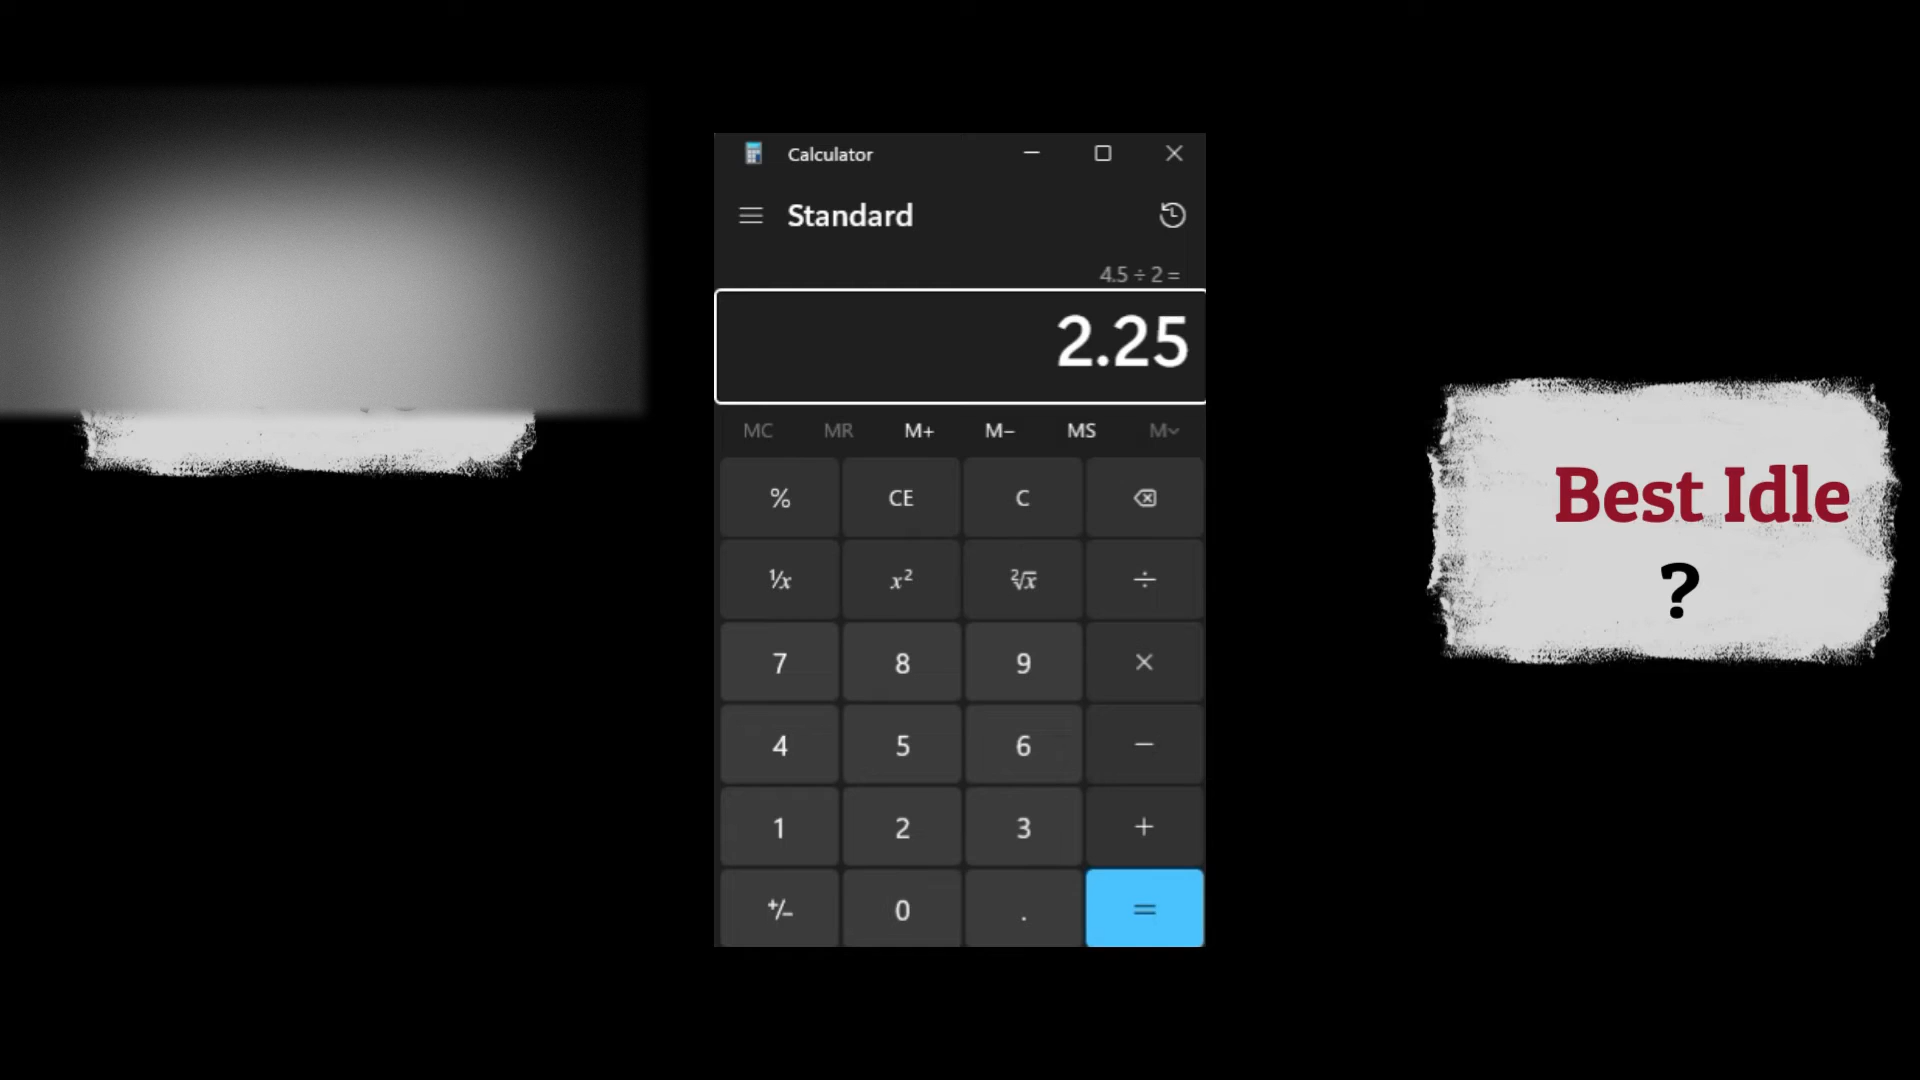 Calculator
Standard
4.5 ÷ 2 =
2.25
MC MR M+ M− MS M
% CE C
¹/x x² ²√x ÷
7 8 9 ×
4 5 6 −
1 2 3 +
+/− 0 . =
Best Idle
?